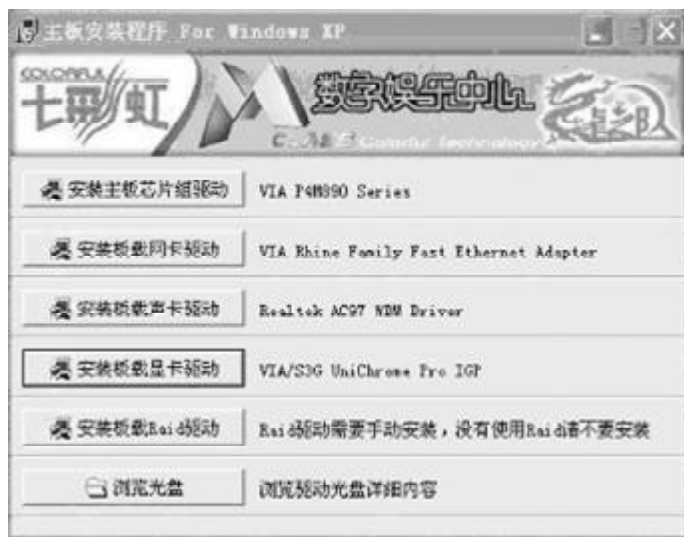 主板安装程序 For Windows XP
COLORFUL
七彩虹
数字娱乐中心
之队
安装主板芯片组驱动 VIA P4M890 Series
安装板载网卡驱动 VIA Rhine Family Fast Ethernet Adapter
安装板载声卡驱动 Realtek AC97 WDM Driver
安装板载显卡驱动 VIA/S3G UniChrome Pro IGP
安装板载Raid驱动 Raid驱动需要手动安装，没有使用Raid请不要安装
浏览光盘 浏览驱动光盘详细内容